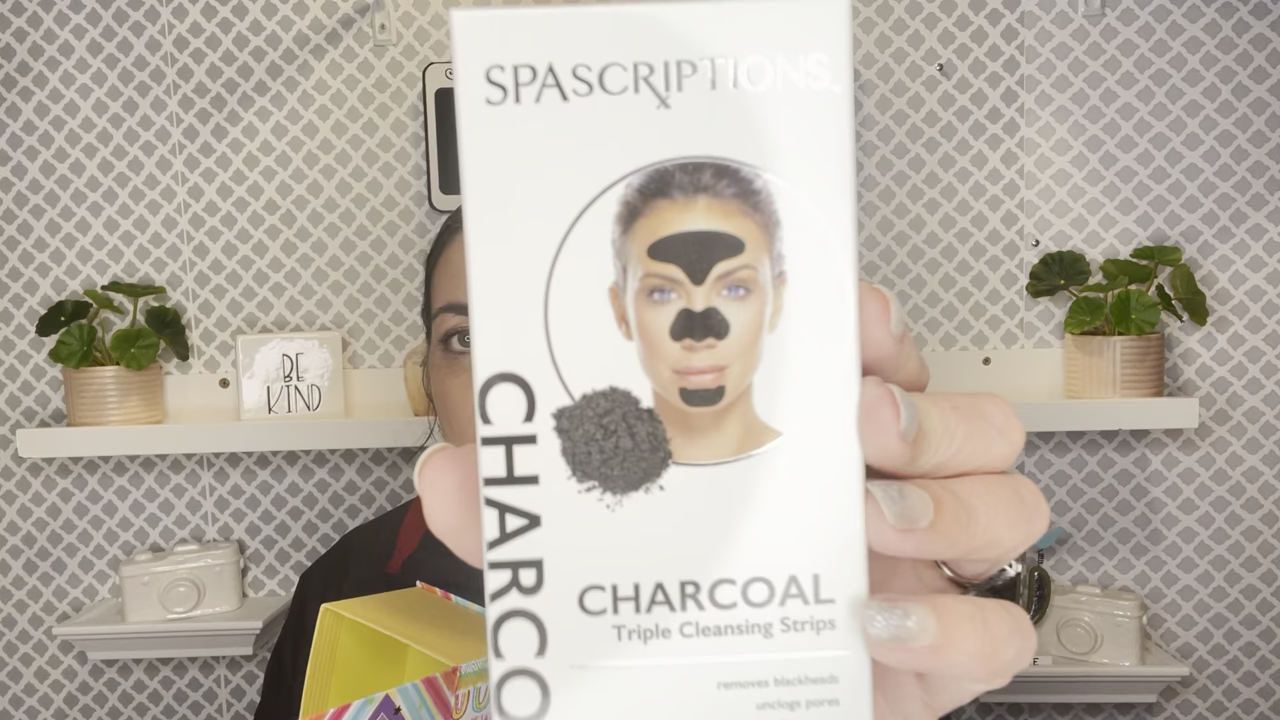 SPASCRIPTIONS
BE
KIND
CHARCO
CHARCOAL
Triple Cleansing Strips
removes blackheads
unclogs pores